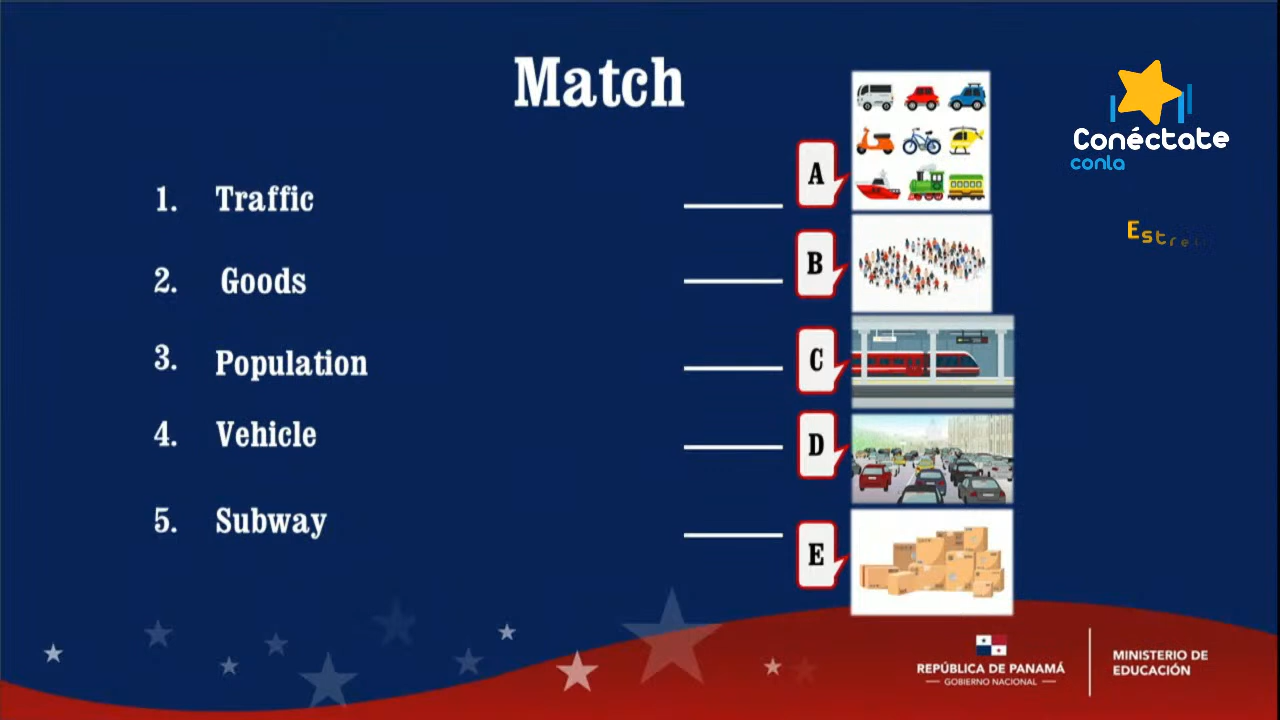 Match
1. Traffic
2. Goods
3. Population
4. Vehicle
5. Subway
A
B
C
D
E
Conéctate
conla
REPÚBLICA DE PANAMÁ
— GOBIERNO NACIONAL —
MINISTERIO DE
EDUCACIÓN